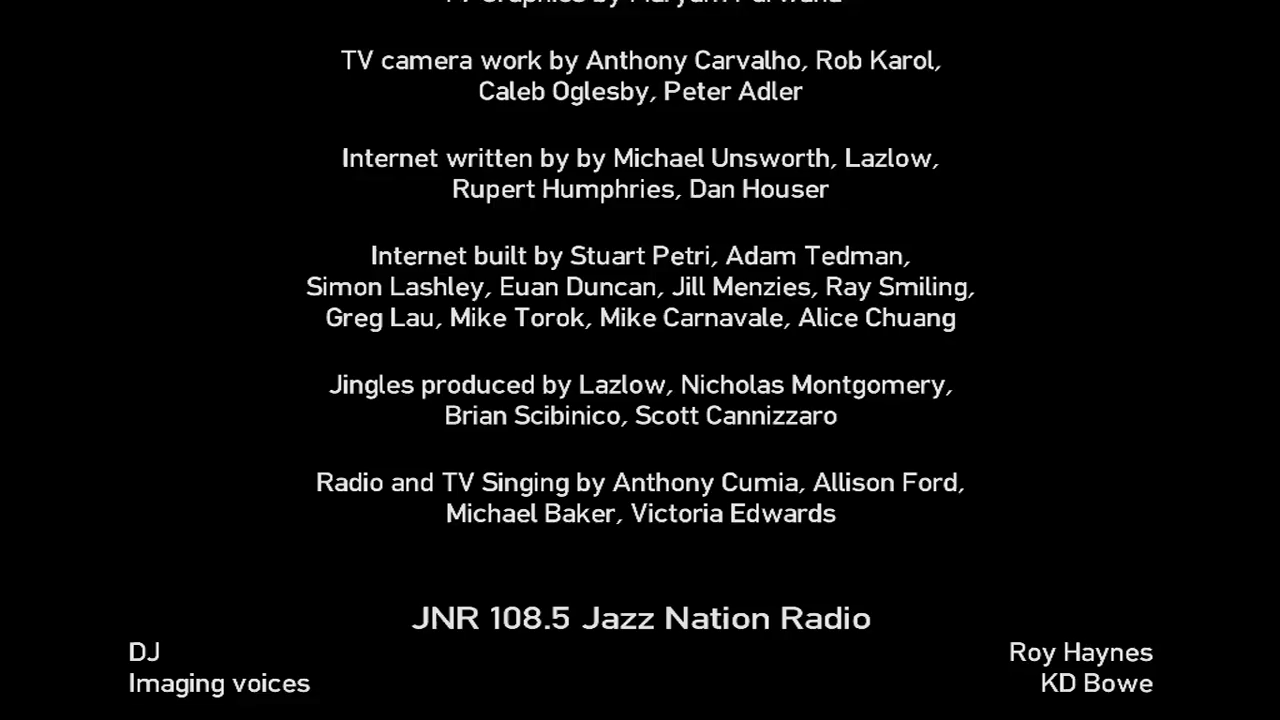 TV camera work by Anthony Carvalho, Rob Karol,
Caleb Oglesby, Peter Adler
Internet written by by Michael Unsworth, Lazlow,
Rupert Humphries, Dan Houser
Internet built by Stuart Petri, Adam Tedman,
Simon Lashley, Euan Duncan, Jill Menzies, Ray Smiling,
Greg Lau, Mike Torok, Mike Carnavale, Alice Chuang
Jingles produced by Lazlow, Nicholas Montgomery,
Brian Scibinico, Scott Cannizzaro
Radio and TV Singing by Anthony Cumia, Allison Ford,
Michael Baker, Victoria Edwards
JNR 108.5 Jazz Nation Radio
DJ Roy Haynes
Imaging voices KD Bowe